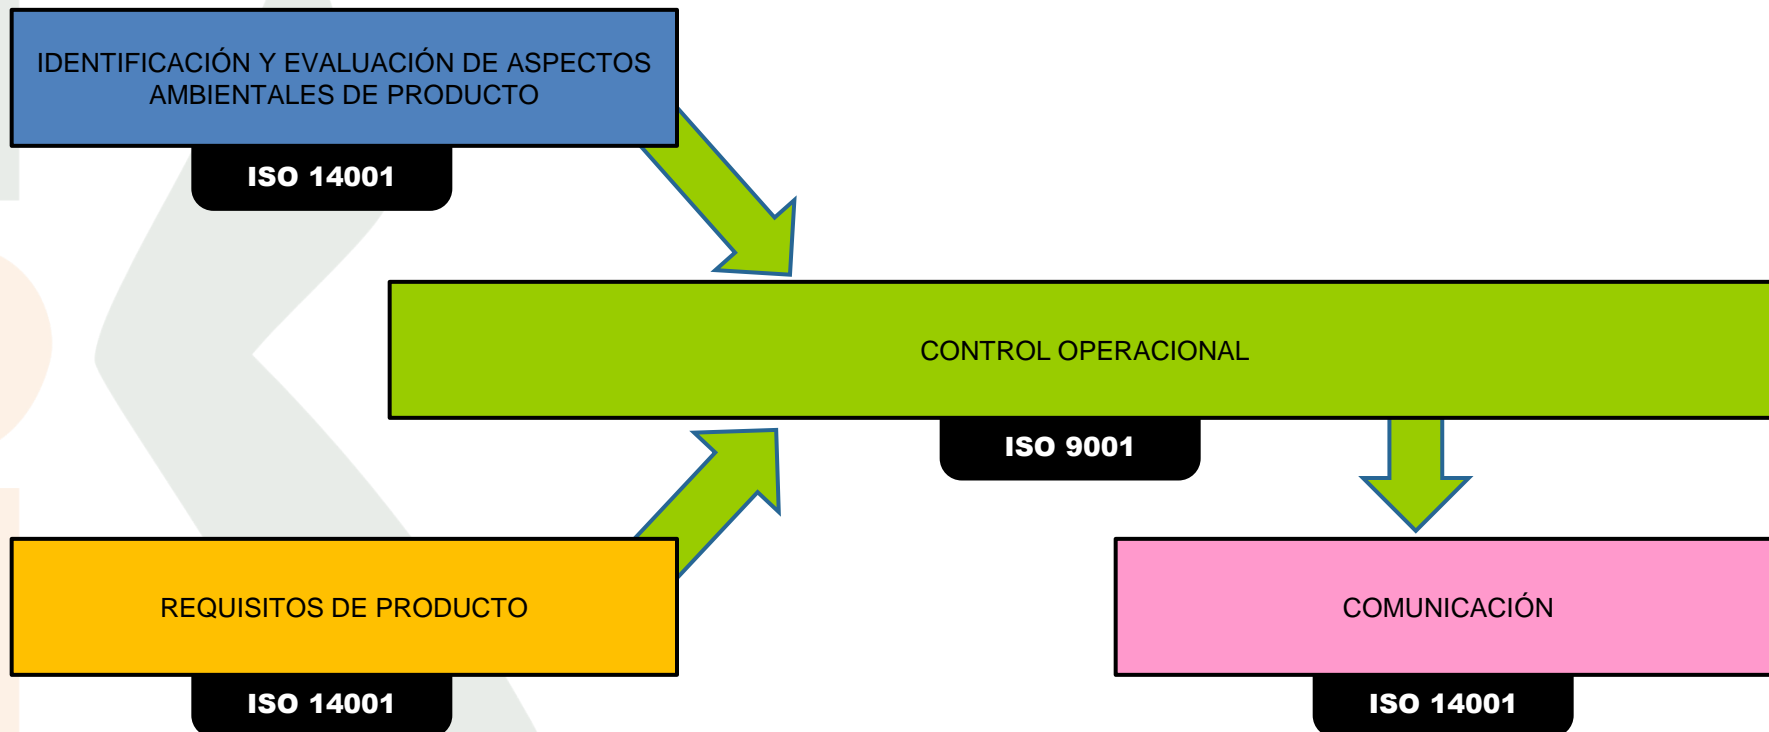 IDENTIFICACIÓN Y EVALUACIÓN DE ASPECTOS
AMBIENTALES DE PRODUCTO
ISO 14001
CONTROL OPERACIONAL
ISO 9001
REQUISITOS DE PRODUCTO
ISO 14001
COMUNICACIÓN
ISO 14001